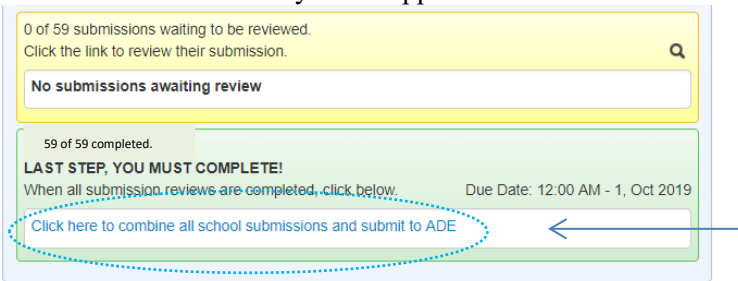 0 of 59 submissions waiting to be reviewed.
Click the link to review their submission.
No submissions awaiting review
59 of 59 completed.
LAST STEP, YOU MUST COMPLETE!
When all submission reviews are completed, click below. Due Date: 12:00 AM - 1, Oct 2019
Click here to combine all school submissions and submit to ADE